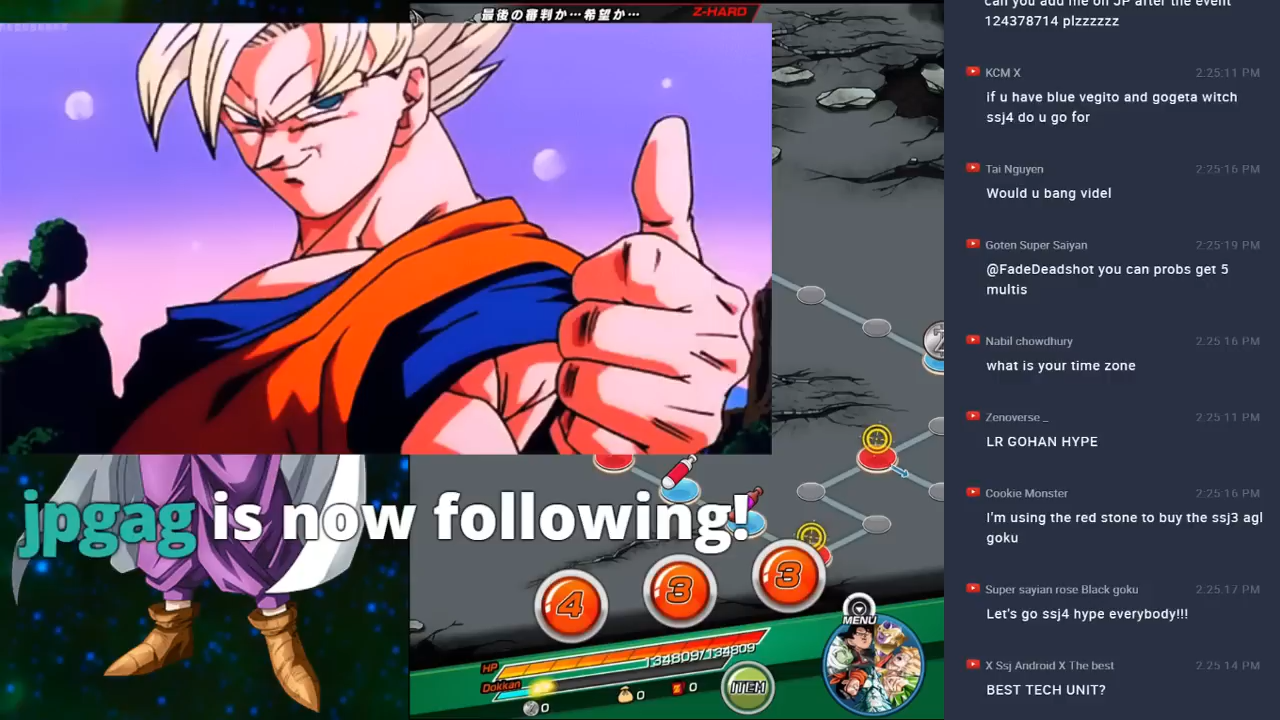 最後の審判か…希望か…
Z-HARD
jpgag is now following!
4
3
3
MENU
HP
134809/134809
Dokkan
ITEM
0
0
0
can you add me on JP after the event
124378714 plzzzzz
KCM X 2:25:11 PM
if u have blue vegito and gogeta witch
ssj4 do u go for
Tai Nguyen 2:25:16 PM
Would u bang videl
Goten Super Saiyan 2:25:19 PM
@FadeDeadshot you can probs get 5
multis
Nabil chowdhury 2:25:16 PM
what is your time zone
Zenoverse _ 2:25:11 PM
LR GOHAN HYPE
Cookie Monster 2:25:16 PM
I'm using the red stone to buy the ssj3 agl
goku
Super sayian rose Black goku 2:25:17 PM
Let's go ssj4 hype everybody!!!
X Ssj Android X The best 2:25:14 PM
BEST TECH UNIT?